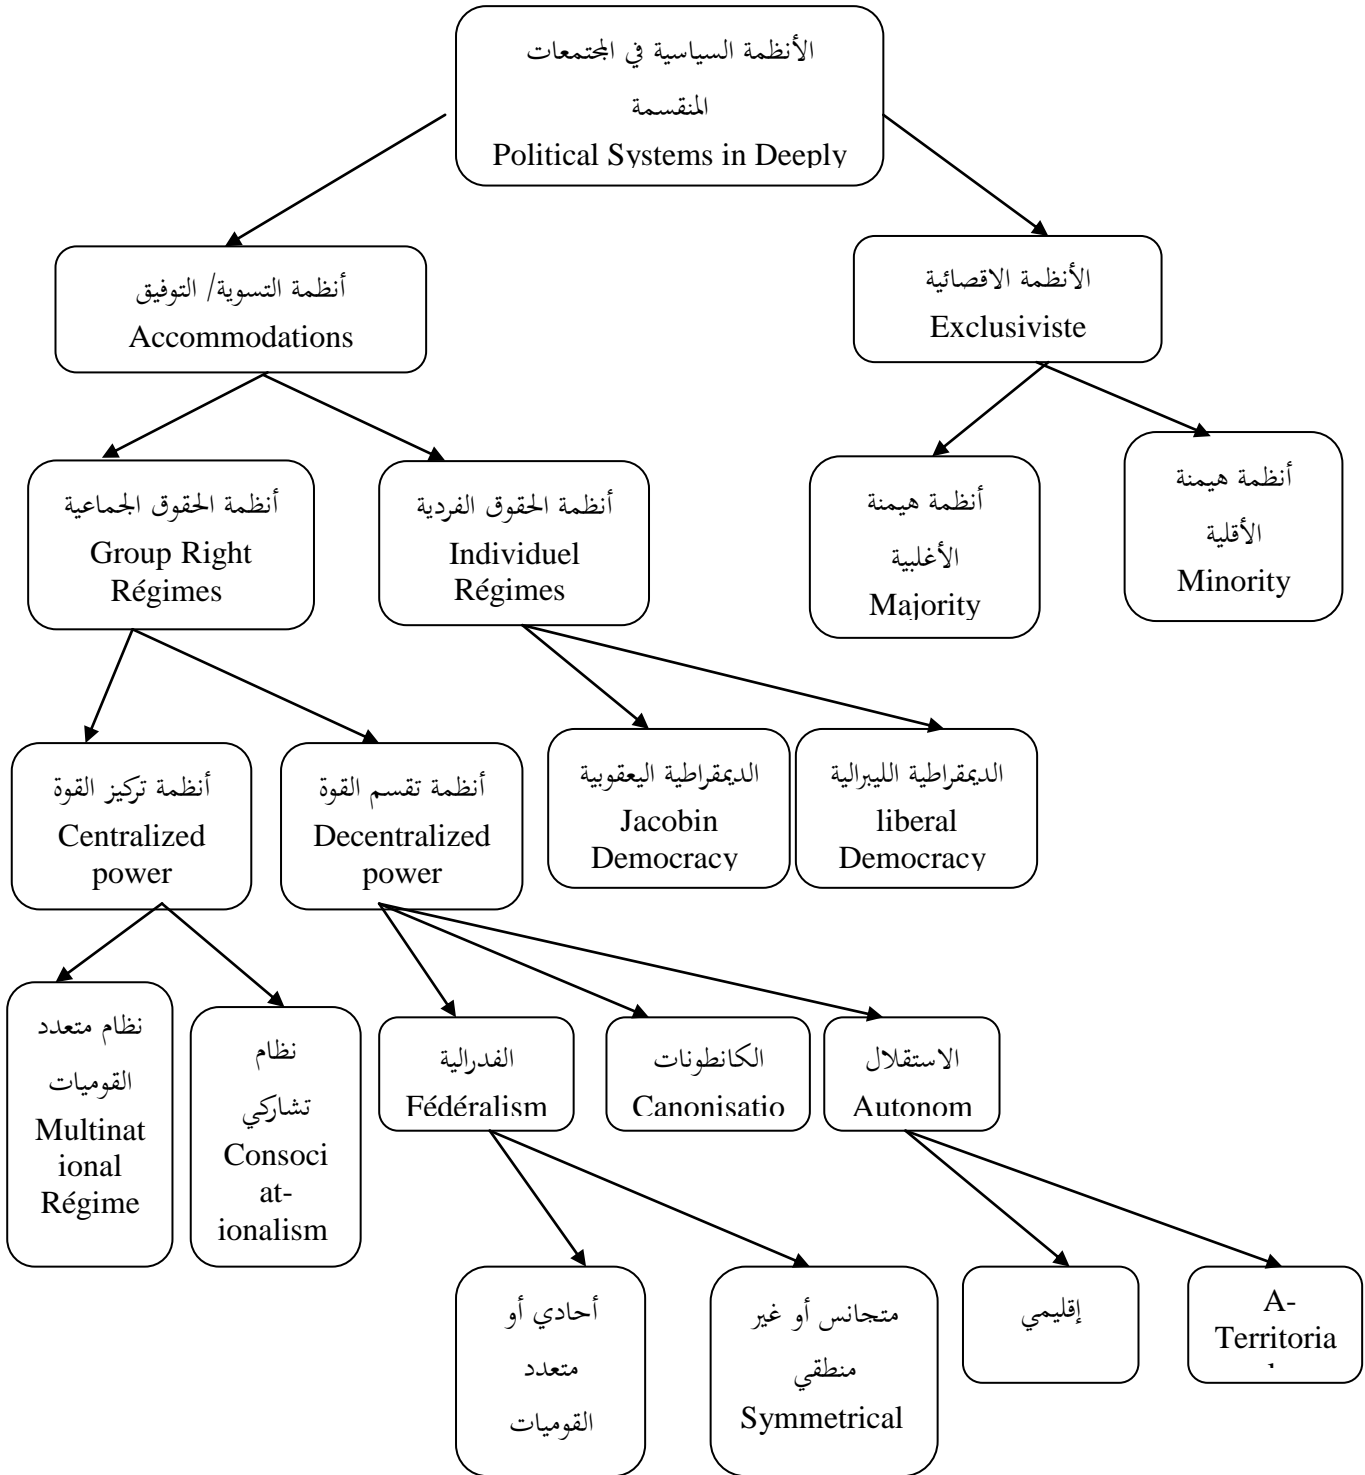 الأنظمة السياسية في المجتمعات
المنقسمة
Political Systems in Deeply
أنظمة التسوية/ التوفيق
Accommodations
الأنظمة الاقصائية
Exclusiviste
أنظمة الحقوق الجماعية
Group Right
Régimes
أنظمة الحقوق الفردية
Individuel
Régimes
أنظمة هيمنة
الأغلبية
Majority
أنظمة هيمنة
الأقلية
Minority
أنظمة تركيز القوة
Centralized
power
أنظمة تقسم القوة
Decentralized
power
الديمقراطية اليعقوبية
Jacobin
Democracy
الديمقراطية الليبرالية
liberal
Democracy
نظام متعدد
القوميات
Multinat
ional
Régime
نظام
تشاركي
Consoci
at-
ionalism
الفدرالية
Fédéralism
الكانطونات
Canonisatio
الاستقلال
Autonom
أحادي أو
متعدد
القوميات
متجانس أو غير
منطقي
Symmetrical
إقليمي
A-
Territoria